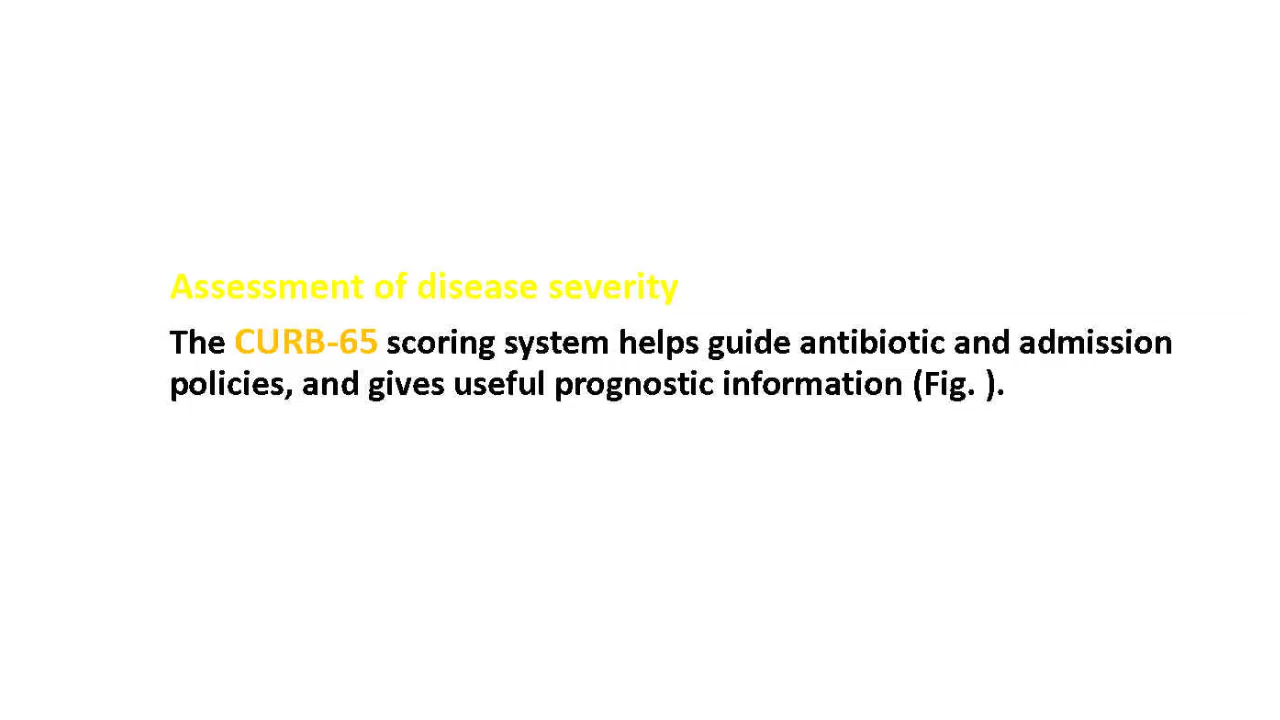 Assessment of disease severity
The CURB-65 scoring system helps guide antibiotic and admission
policies, and gives useful prognostic information (Fig. ).